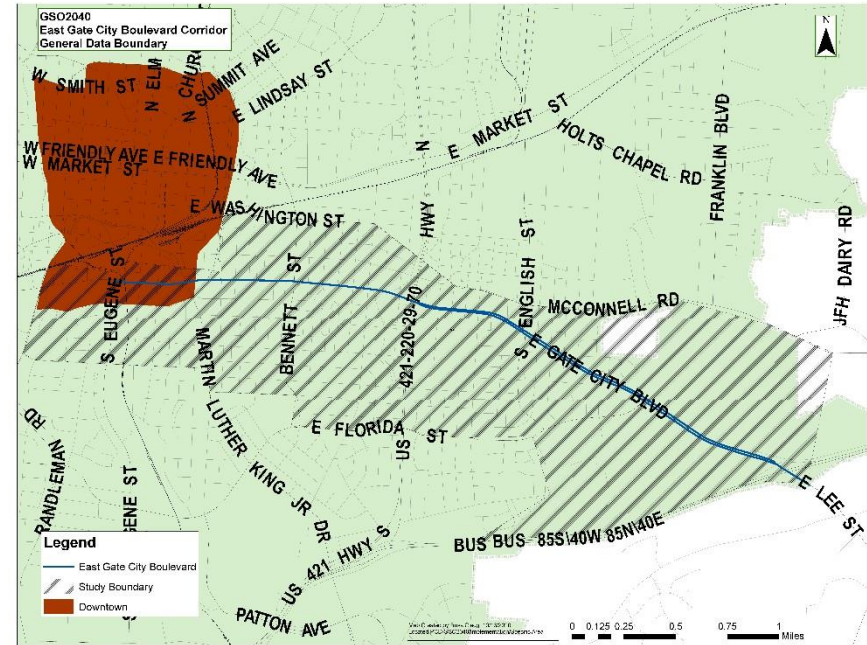 GSO2040
East Gate City Boulevard Corridor
General Data Boundary
N
W SMITH ST
N ELM
N CHURC
SUMMIT AVE
E LINDSAY ST
W FRIENDLY AVE
E FRIENDLY AVE
W MARKET ST
N
HWY
E MARKET ST
HOLTS CHAPEL RD
FRANKLIN BLVD
JFH DAIRY RD
E WASHINGTON ST
S EUGENE ST
BENNETT ST
421-220-29-70
US
S ENGLISH ST
MCCONNELL RD
E GATE CITY BLVD
MARTIN LUTHER KING JR DR
E FLORIDA ST
E LEE ST
RANDLEMAN RD
GENE ST
S
BUS BUS 85S\40W 85N\40E
US 421 HWY S
PATTON AVE
Legend
East Gate City Boulevard
Study Boundary
Downtown
0 0.125 0.25 0.5 0.75 1
Miles